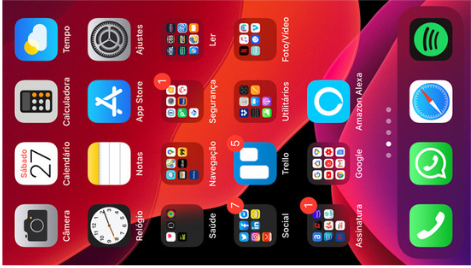 Sábado
27
Câmera Calendário Calculadora Tempo
Relógio Notas App Store Ajustes
1
Saúde Navegação Segurança Ler
7 5
Social Trello Utilitários Foto/Vídeo
1
Assinatura Google Amazon Alexa